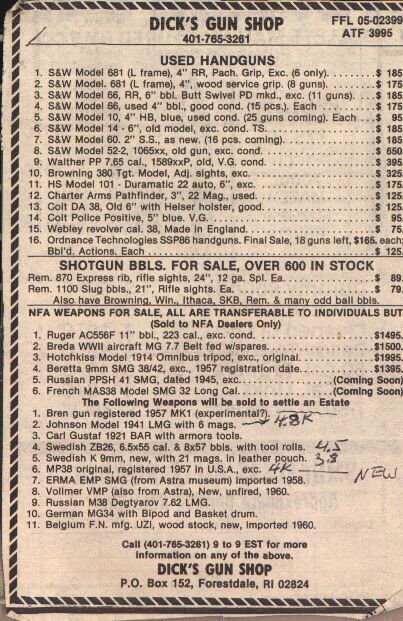 DICK'S GUN SHOP
401-765-3261
FFL 05-02399
ATF 3995
USED HANDGUNS
1. S&W Model 681 (L frame), 4" RR, Pach. Grip, Exc. (6 only). $ 185
2. S&W Model. 681 (L frame), 4", wood service grip. (8 guns). $ 175
3. S&W Model 66, RR, 6" bbl. Butt Swivel PD mkd., exc. (11 guns). $ 185
4. S&W Model 66, used 4" bbl., good cond. (15 pcs.). Each $ 175
5. S&W Model 10, 4" HB, blue, used cond. (25 guns coming). Each $ 95
6. S&W Model 14 - 6", old model, exc. cond. TS. $ 185
7. S&W Model 60. 2" S.S., as new. (16 pcs. coming). $ 185
8. S&W Model 52-2, 1065xx, old gun, exc. cond. $ 650
9. Walther PP 7.65 cal., 1589xxP, old, V.G. cond. $ 395
10. Browning 380 Tgt. Model, Adj. sights, exc. $ 325
11. HS Model 101 - Duramatic 22 auto, 6", exc. $ 175
12. Charter Arms Pathfinder, 3", 22 Mag., used. $ 125
13. Colt DA 38, Old 6" with Heiser holster, good. $ 125
14. Colt Police Positive, 5" blue. V.G. $ 95
15. Webley revolver cal. 38, Made in England. $ 75
16. Ordnance Technologies SSP86 handguns. Final Sale, 18 guns left, $165. each;
Bbl'd. Actions. Each $ 125
SHOTGUN BBLS. FOR SALE, OVER 600 IN STOCK
Rem. 870 Express rib, rifle sights, 24", 12 ga. Spl. Ea. $ 89.
Rem. 1100 Slug bbls., 21", Rifle sights. Ea. $ 79.
Also have Browning, Win., Ithaca, SKB, Rem. & many odd ball bbls.
NFA WEAPONS FOR SALE, ALL ARE TRANSFERABLE TO INDIVIDUALS BUT
(Sold to NFA Dealers Only)
1. Ruger AC556F 11" bbl., 223 cal., exc. cond. $1495.
2. Breda WWII aircraft MG 7.7 Belt fed w/spares. $1500.
3. Hotchkiss Model 1914 Omnibus tripod, exc., original. $1995.
4. Beretta 9mm SMG 38/42, exc., 1957 registration date. $1395.
5. Russian PPSH 41 SMG, dated 1945, exc. (Coming Soon)
6. French MAS38 Model SMG 32 Long Cal. (Coming Soon)
The Following Weapons will be sold to settle an Estate
1. Bren gun registered 1957 MK1 (experimental?).
2. Johnson Model 1941 LMG with 6 mags. 4.8K
3. Carl Gustaf 1921 BAR with armors tools.
4. Swedish ZB26, 6.5x55 cal. & 8x57 bbls. with tool rolls. 4.5
5. Swedish K 9mm, new, with 21 mags. in leather pouch. 3.8
6. MP38 original, registered 1957 in U.S.A., exc. 4K NEW
7. ERMA EMP SMG (from Astra museum) imported 1958.
8. Vollmer VMP (also from Astra), New, unfired, 1960.
9. Russian M38 Degtyarov 7.62 LMG.
10. German MG34 with Bipod and Basket drum.
11. Belgium F.N. mfg. UZI, wood stock, new, imported 1960.
Call (401-765-3261) 9 to 9 EST for more
information on any of the above.
DICK'S GUN SHOP
P.O. Box 152, Forestdale, RI 02824